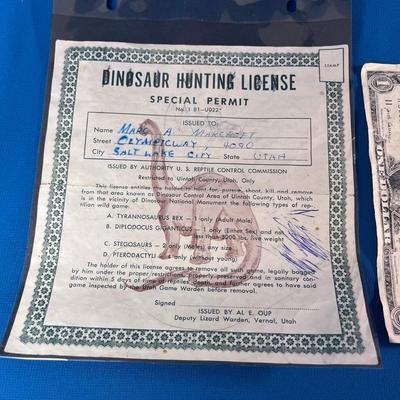 STAMP
DINOSAUR HUNTING LICENSE
SPECIAL PERMIT
No. I 81-U022
ISSUED TO
Name MARC A.
Street OLYMPICWAY, 4090
City SALT LAKE CITY State UTAH
ISSUED BY AUTHORITY U. S. REPTILE CONTROL COMMISSION
Restricted to Uintah County, Utah, Only
This license entitles the holder to hunt for, pursue, shoot, kill and remove
from that area known as Dinosaur Control Area of Uintah County, Utah, which
is in the vicinity of Dinosaur National Monument the following types of rep-
tilian wild game.
A. TYRANNOSAURUS REX - 1 (only Adult Male)
B. DIPLODOCUS GIGANTICUS - (Either Sex) and not
less than 3000 lbs. live weight
C. STEGOSAURS - 2 (only) (Mates any size)
D. PTERODACTYL - 4 (only) (without young)
The holder of this license agrees to remove all such game, legally bagged
by him under the proper restrictions. Properly preserved and in sanitary con-
dition within 5 days of time of reptiles death, and further agrees to have said
game inspected by the Utah Game Warden before removal.
Signed
ISSUED BY AL E. OUP
Deputy Lizard Warden, Vernal, Utah